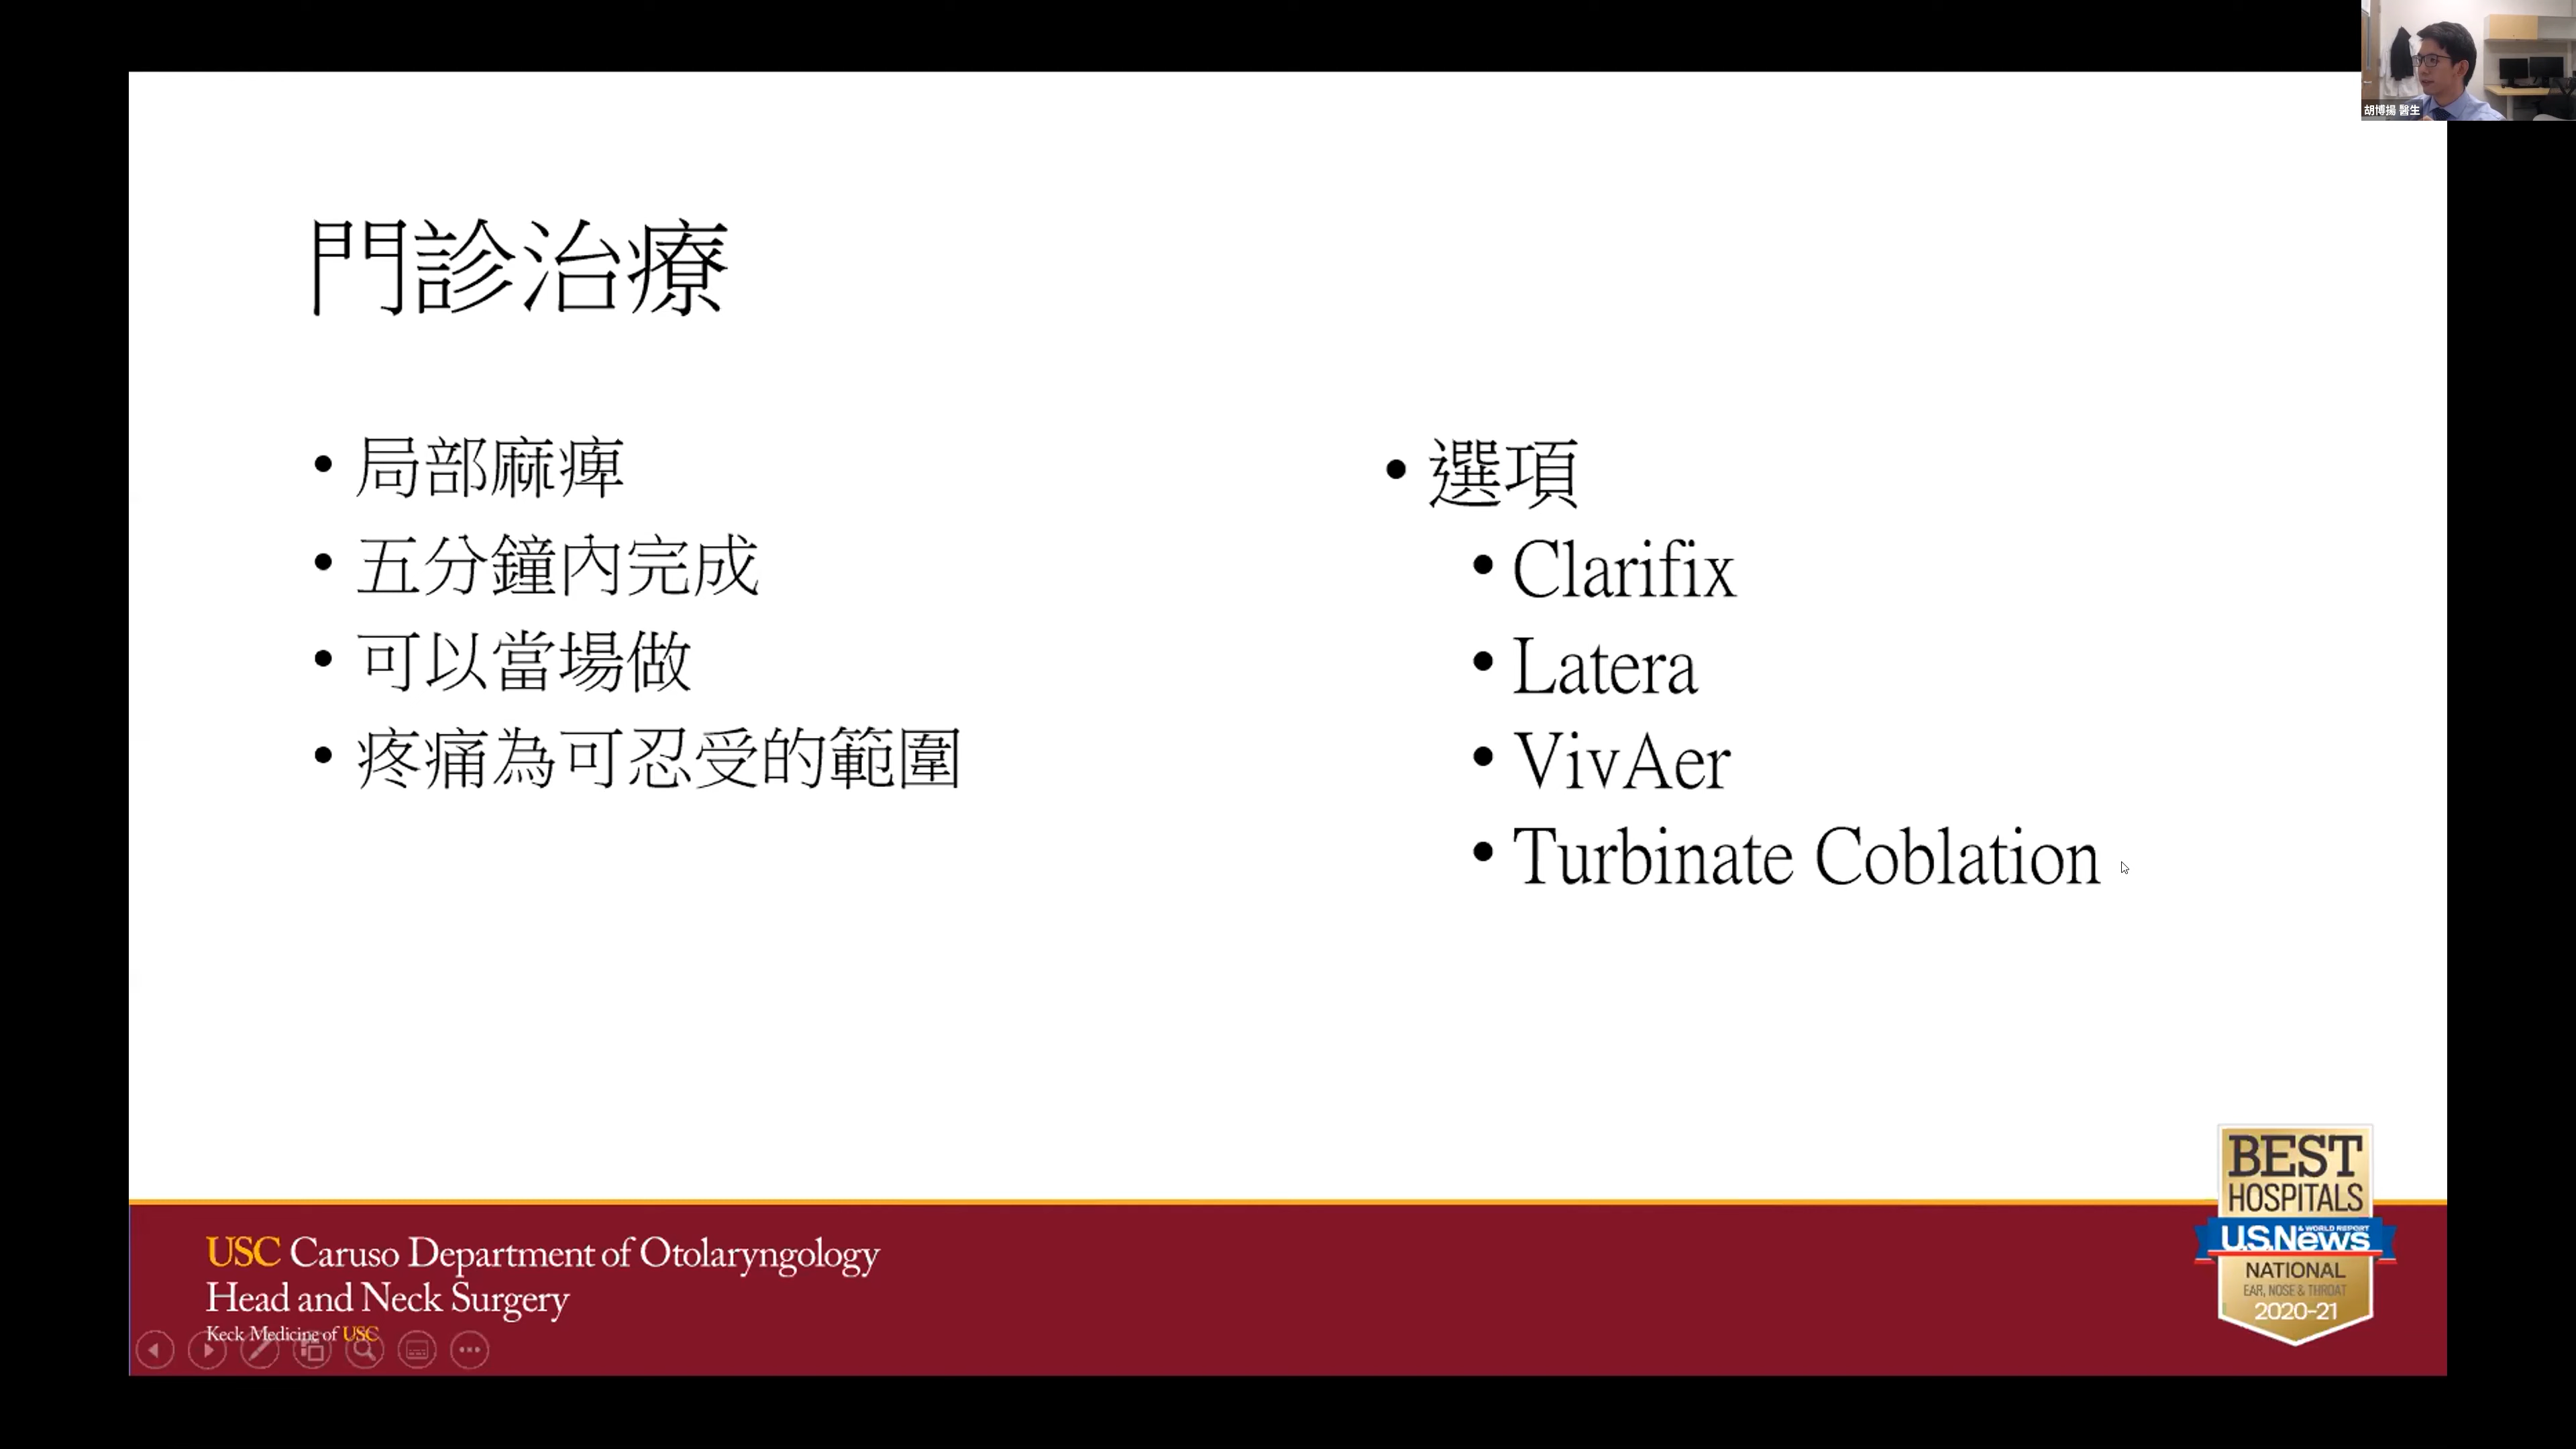 胡博揚 醫生
門診治療
• 局部麻痺
• 五分鐘內完成
• 可以當場做
• 疼痛為可忍受的範圍
• 選項
• Clarifix
• Latera
• VivAer
• Turbinate Coblation
USC Caruso Department of Otolaryngology
Head and Neck Surgery
Keck Medicine of USC
BEST
HOSPITALS
U.S.News
& WORLD REPORT
NATIONAL
EAR, NOSE & THROAT
2020-21